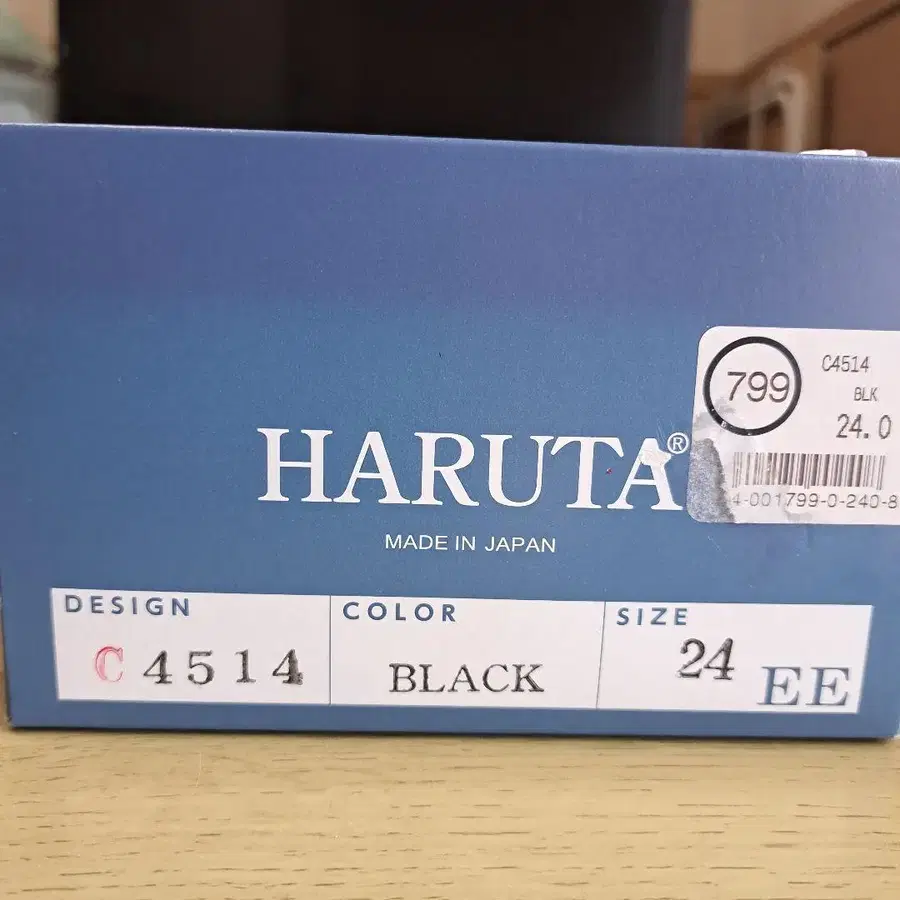 799
C4514
BLK
24.0
4-001799-0-240-8
HARUTA®
MADE IN JAPAN
DESIGN
C 4514
COLOR
BLACK
SIZE
24 EE